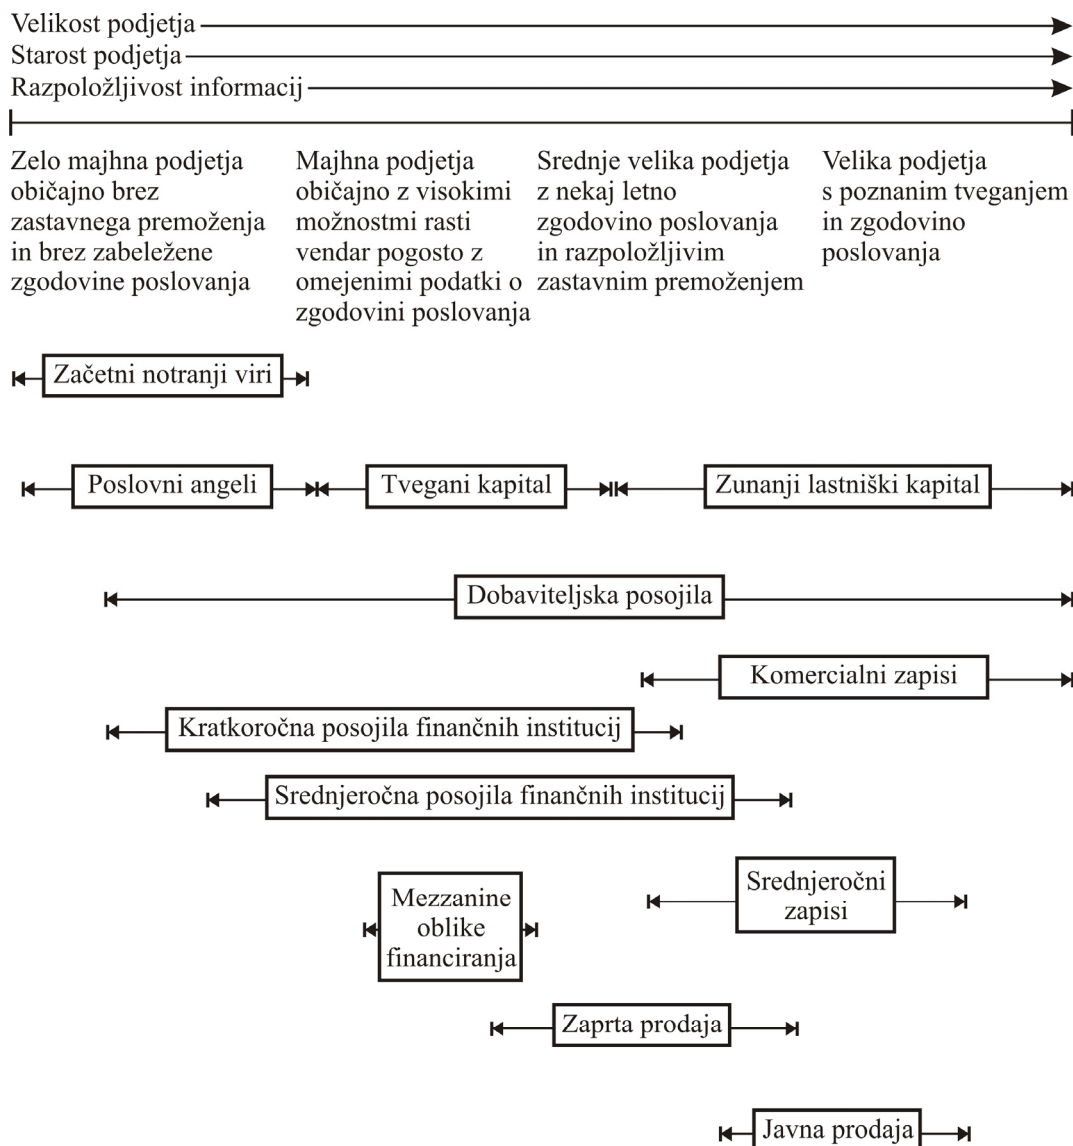 Velikost podjetja
Starost podjetja
Razpoložljivost informacij
Zelo majhna podjetja
običajno brez
zastavnega premoženja
in brez zabeležene
zgodovine poslovanja
Majhna podjetja
običajno z visokimi
možnostmi rasti
vendar pogosto z
omejenimi podatki o
zgodovini poslovanja
Srednje velika podjetja
z nekaj letno
zgodovino poslovanja
in razpoložljivim
zastavnim premoženjem
Velika podjetja
s poznanim tveganjem
in zgodovino
poslovanja
Začetni notranji viri
Poslovni angeli
Tvegani kapital
Zunanji lastniški kapital
Dobaviteljska posojila
Komercialni zapisi
Kratkoročna posojila finančnih institucij
Srednjeročna posojila finančnih institucij
Mezzanine
oblike
financiranja
Srednjeročni
zapisi
Zaprta prodaja
Javna prodaja